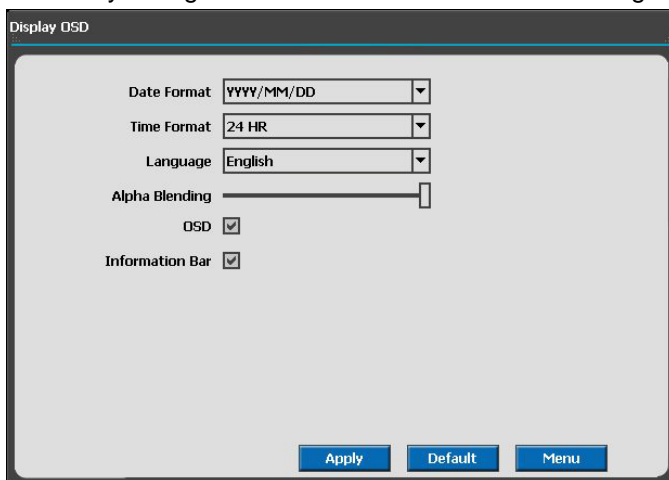 Display OSD
Date Format YYYY/MM/DD
Time Format 24 HR
Language English
Alpha Blending
OSD
Information Bar
Apply Default Menu